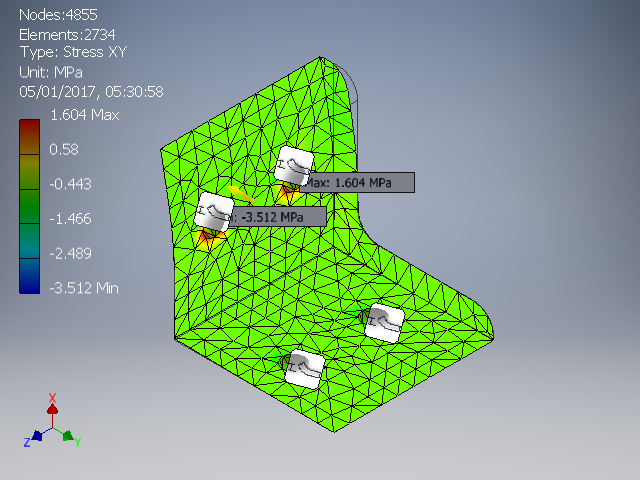 Nodes:4855
Elements:2734
Type: Stress XY
Unit: MPa
05/01/2017, 05:30:58
1.604 Max
0.58
-0.443
-1.466
-2.489
-3.512 Min
Max: 1.604 MPa
: -3.512 MPa
X
Z
Y